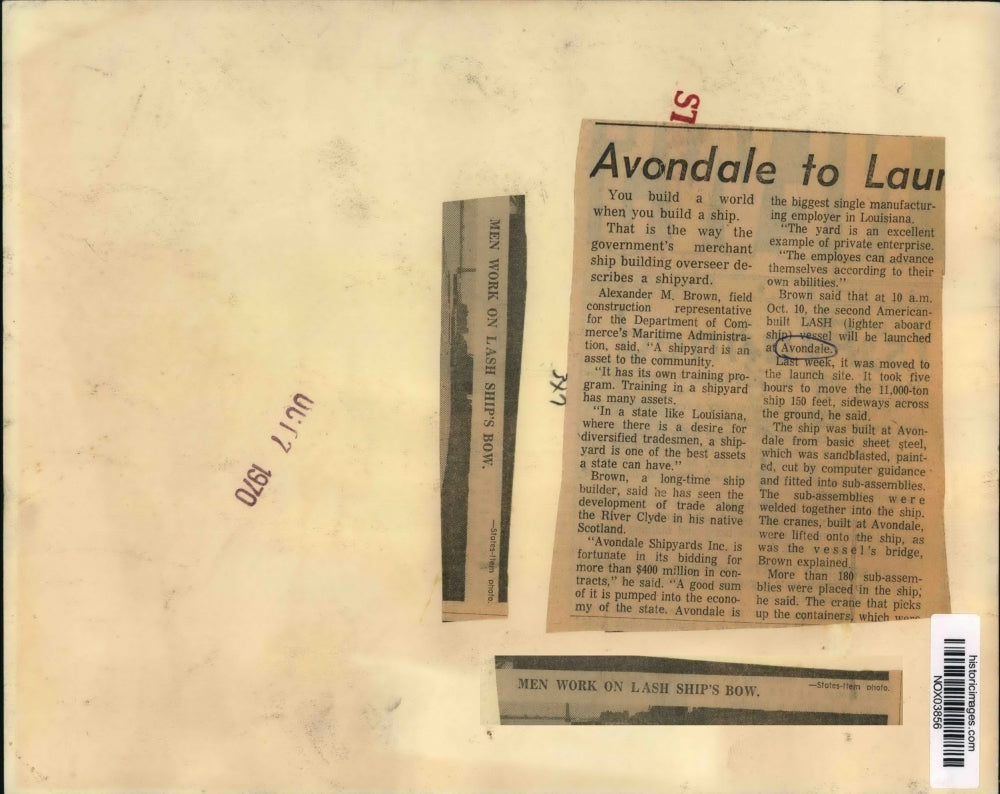 ST
Avondale to Laun
You build a world
when you build a ship.
That is the way the
government's merchant
ship building overseer de-
scribes a shipyard.
Alexander M. Brown, field
construction representative
for the Department of Com-
merce's Maritime Administra-
tion, said, "A shipyard is an
asset to the community.
"It has its own training pro-
gram. Training in a shipyard
has many assets.
"In a state like Louisiana,
where there is a desire for
diversified tradesmen, a ship-
yard is one of the best assets
a state can have."
Brown, a long-time ship
builder, said he has seen the
development of trade along
the River Clyde in his native
Scotland.
"Avondale Shipyards Inc. is
fortunate in its bidding for
more than $400 million in con-
tracts," he said. "A good sum
of it is pumped into the econo-
my of the state. Avondale is
the biggest single manufactur-
ing employer in Louisiana.
"The yard is an excellent
example of private enterprise.
"The employes can advance
themselves according to their
own abilities."
Brown said that at 10 a.m.
Oct. 10, the second American-
built LASH (lighter aboard
ship) vessel will be launched
at Avondale.
Last week, it was moved to
the launch site. It took five
hours to move the 11,000-ton
ship 150 feet, sideways across
the ground, he said.
The ship was built at Avon-
dale from basic sheet steel,
which was sandblasted, paint-
ed, cut by computer guidance
and fitted into sub-assemblies.
The sub-assemblies were
welded together into the ship.
The cranes, built at Avondale,
were lifted onto the ship, as
was the vessel's bridge,
Brown explained.
More than 180 sub-assem-
blies were placed in the ship,
he said. The crane that picks
up the containers, which were
MEN WORK ON LASH SHIP'S BOW.
—States-Item photo.
3x7
OCT 7 1970
MEN WORK ON LASH SHIP'S BOW.
—States-Item photo.
historicimages.com
NOX03856